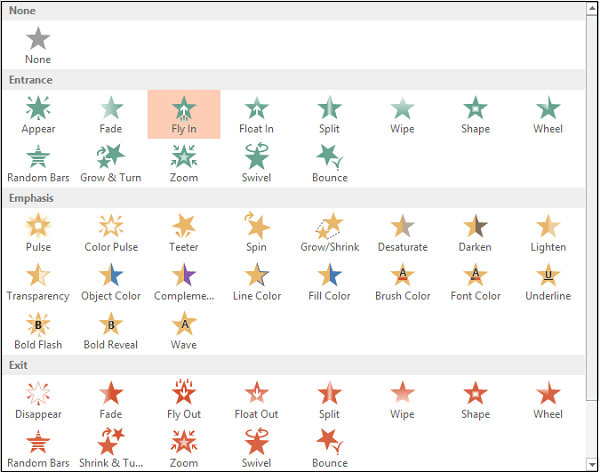 None
None
Entrance
Appear Fade Fly In Float In Split Wipe Shape Wheel
Random Bars Grow & Turn Zoom Swivel Bounce
Emphasis
Pulse Color Pulse Teeter Spin Grow/Shrink Desaturate Darken Lighten
Transparency Object Color Compleme... Line Color Fill Color Brush Color Font Color Underline
Bold Flash Bold Reveal Wave
Exit
Disappear Fade Fly Out Float Out Split Wipe Shape Wheel
Random Bars Shrink & Tu... Zoom Swivel Bounce